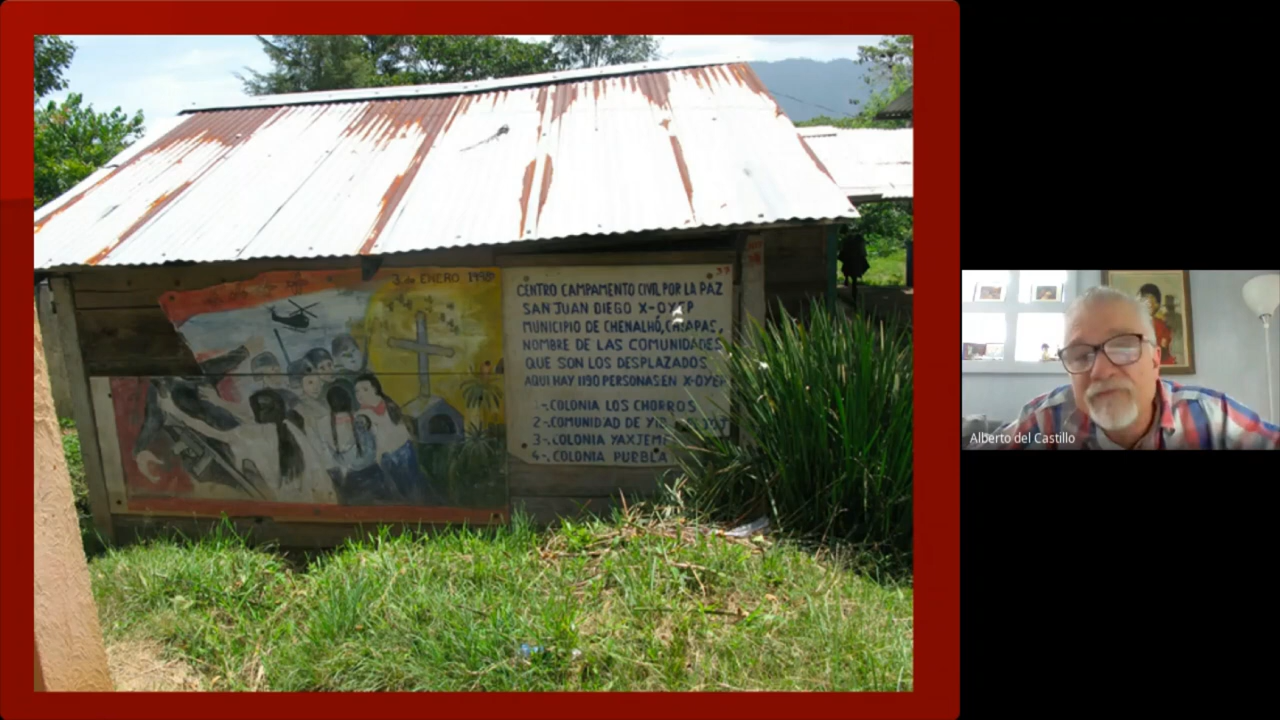 3 de ENERO 1998
37
CENTRO CAMPAMENTO CIVIL POR LA PAZ
SAN JUAN DIEGO X-OYEP
MUNICIPIO DE CHENALHÓ, CHIAPAS,
NOMBRE DE LAS COMUNIDADES
QUE SON LOS DESPLAZADOS
AQUI HAY 1190 PERSONAS EN X-OYEP
1-. COLONIA LOS CHORROS
2-. COMUNIDAD DE
3-. COLONIA
4-. COLONIA PUEBLA
Alberto del Castillo